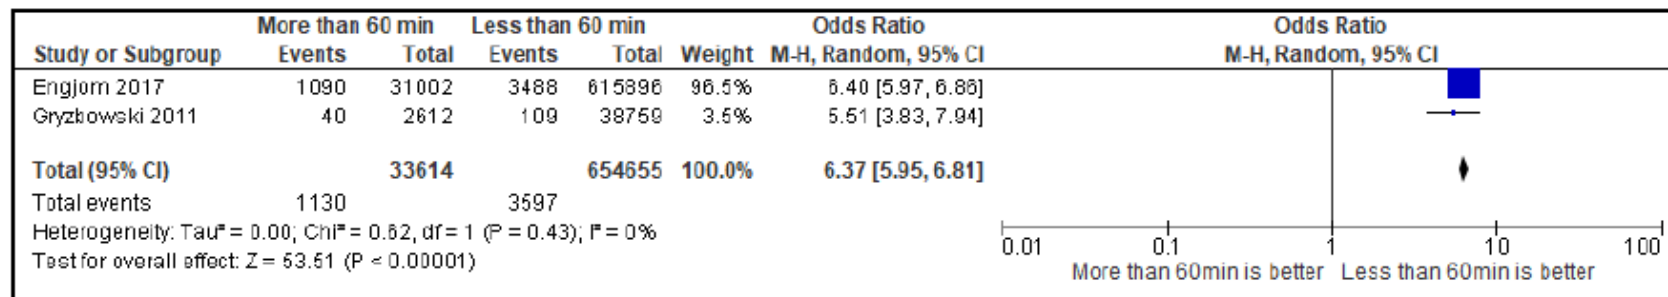 More than 60 min Less than 60 min Odds Ratio Odds Ratio
Study or Subgroup Events Total Events Total Weight M-H, Random, 95% CI M-H, Random, 95% CI
Engjorn 2017 1090 31002 3488 615896 96.5% 6.40 [5.97, 6.86]
Gryzkowski 2011 40 2612 109 38759 3.5% 5.51 [3.83, 7.94]
Total (95% CI) 33614 654655 100.0% 6.37 [5.95, 6.81]
Total events 1130 3597
Heterogeneity: Tau² = 0.00; Chi² = 0.62, df = 1 (P = 0.43); I² = 0%
Test for overall effect: Z = 53.51 (P < 0.00001)
0.01 0.1 1 10 100
More than 60min is better Less than 60min is better